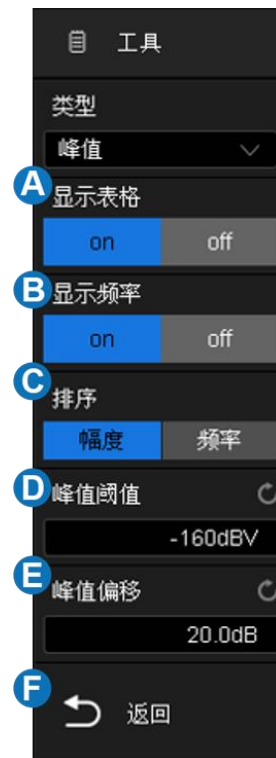 工具
类型
峰值
A
显示表格
on off
B
显示频率
on off
C
排序
幅度 频率
D
峰值阈值
-160dBV
E
峰值偏移
20.0dB
F
返回